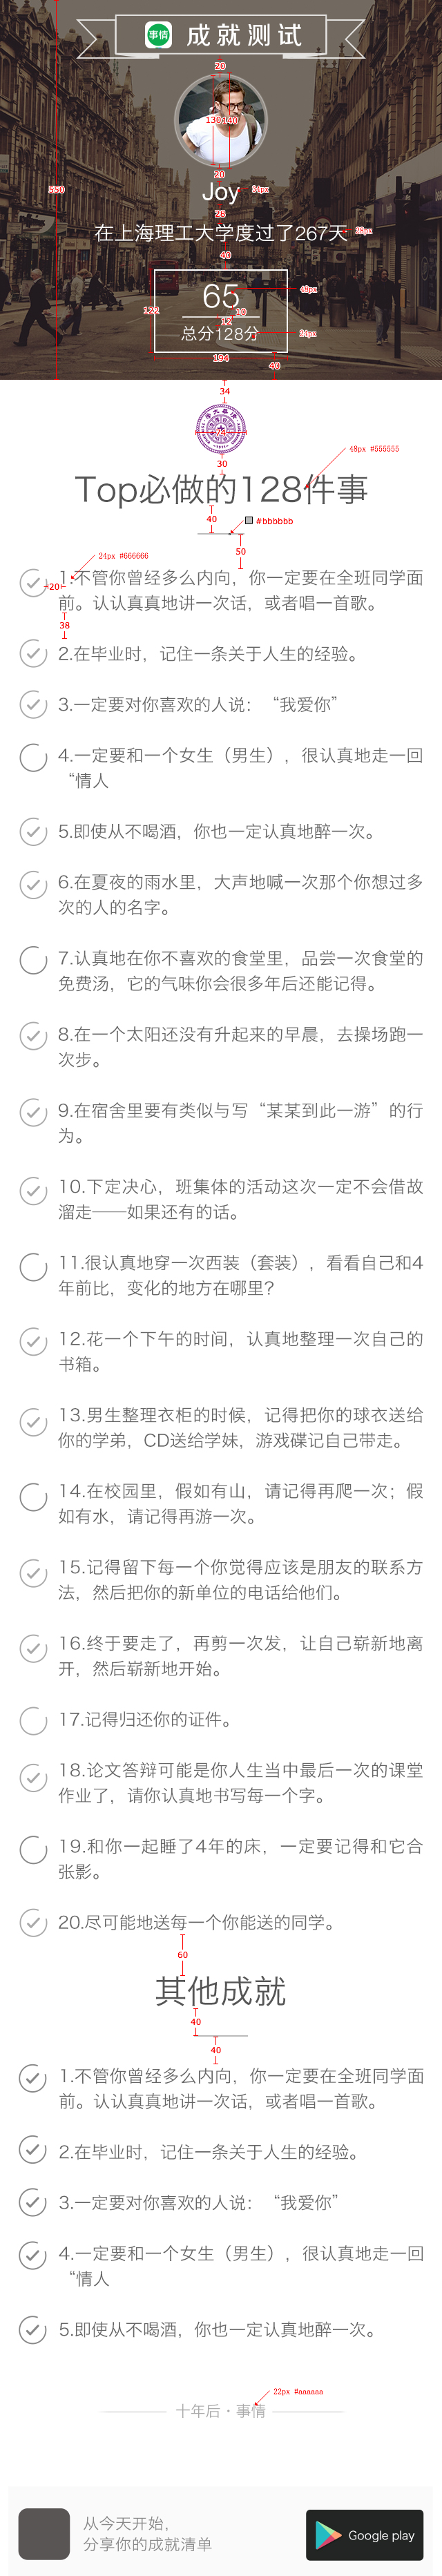 事情 成就测试
20
130 140
20
Joy 34px
28
550
在上海理工大学度过了267天 28px
40
65 48px
122
10
12
总分128分 24px
194
40
34
74
30
48px #555555
Top必做的128件事
40
#bbbbbb
50
24px #666666
20
1.不管你曾经多么内向，你一定要在全班同学面
前。认认真真地讲一次话，或者唱一首歌。
38
2.在毕业时，记住一条关于人生的经验。
3.一定要对你喜欢的人说：“我爱你”
4.一定要和一个女生（男生），很认真地走一回
“情人
5.即使从不喝酒，你也一定认真地醉一次。
6.在夏夜的雨水里，大声地喊一次那个你想过多
次的人的名字。
7.认真地在你不喜欢的食堂里，品尝一次食堂的
免费汤，它的气味你会很多年后还能记得。
8.在一个太阳还没有升起来的早晨，去操场跑一
次步。
9.在宿舍里要有类似与写“某某到此一游”的行
为。
10.下定决心，班集体的活动这次一定不会借故
溜走——如果还有的话。
11.很认真地穿一次西装（套装），看看自己和4
年前比，变化的地方在哪里？
12.花一个下午的时间，认真地整理一次自己的
书箱。
13.男生整理衣柜的时候，记得把你的球衣送给
你的学弟，CD送给学妹，游戏碟记自己带走。
14.在校园里，假如有山，请记得再爬一次；假
如有水，请记得再游一次。
15.记得留下每一个你觉得应该是朋友的联系方
法，然后把你的新单位的电话给他们。
16.终于要走了，再剪一次发，让自己崭新地离
开，然后崭新地开始。
17.记得归还你的证件。
18.论文答辩可能是你人生当中最后一次的课堂
作业了，请你认真地书写每一个字。
19.和你一起睡了4年的床，一定要记得和它合
张影。
20.尽可能地送每一个你能送的同学。
60
其他成就
40
40
1.不管你曾经多么内向，你一定要在全班同学面
前。认认真真地讲一次话，或者唱一首歌。
2.在毕业时，记住一条关于人生的经验。
3.一定要对你喜欢的人说：“我爱你”
4.一定要和一个女生（男生），很认真地走一回
“情人
5.即使从不喝酒，你也一定认真地醉一次。
22px #aaaaaa
十年后·事情
从今天开始，
分享你的成就清单
Google play